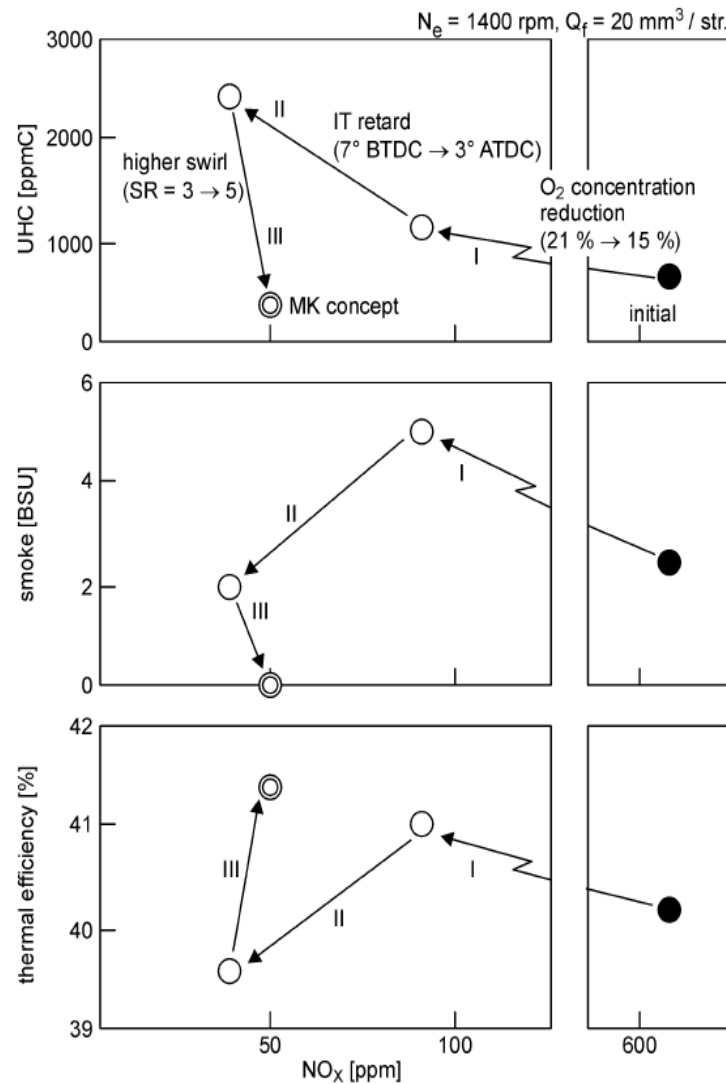 Nₑ = 1400 rpm, Q_f = 20 mm³ / str.
3000
2000
1000
0
UHC [ppmC]
II
IT retard
(7° BTDC → 3° ATDC)
higher swirl
(SR = 3 → 5)
O₂ concentration
reduction
(21 % → 15 %)
III
I
MK concept
initial
6
4
2
0
smoke [BSU]
I
II
III
42
41
40
39
thermal efficiency [%]
III
I
II
50
100
600
NOₓ [ppm]